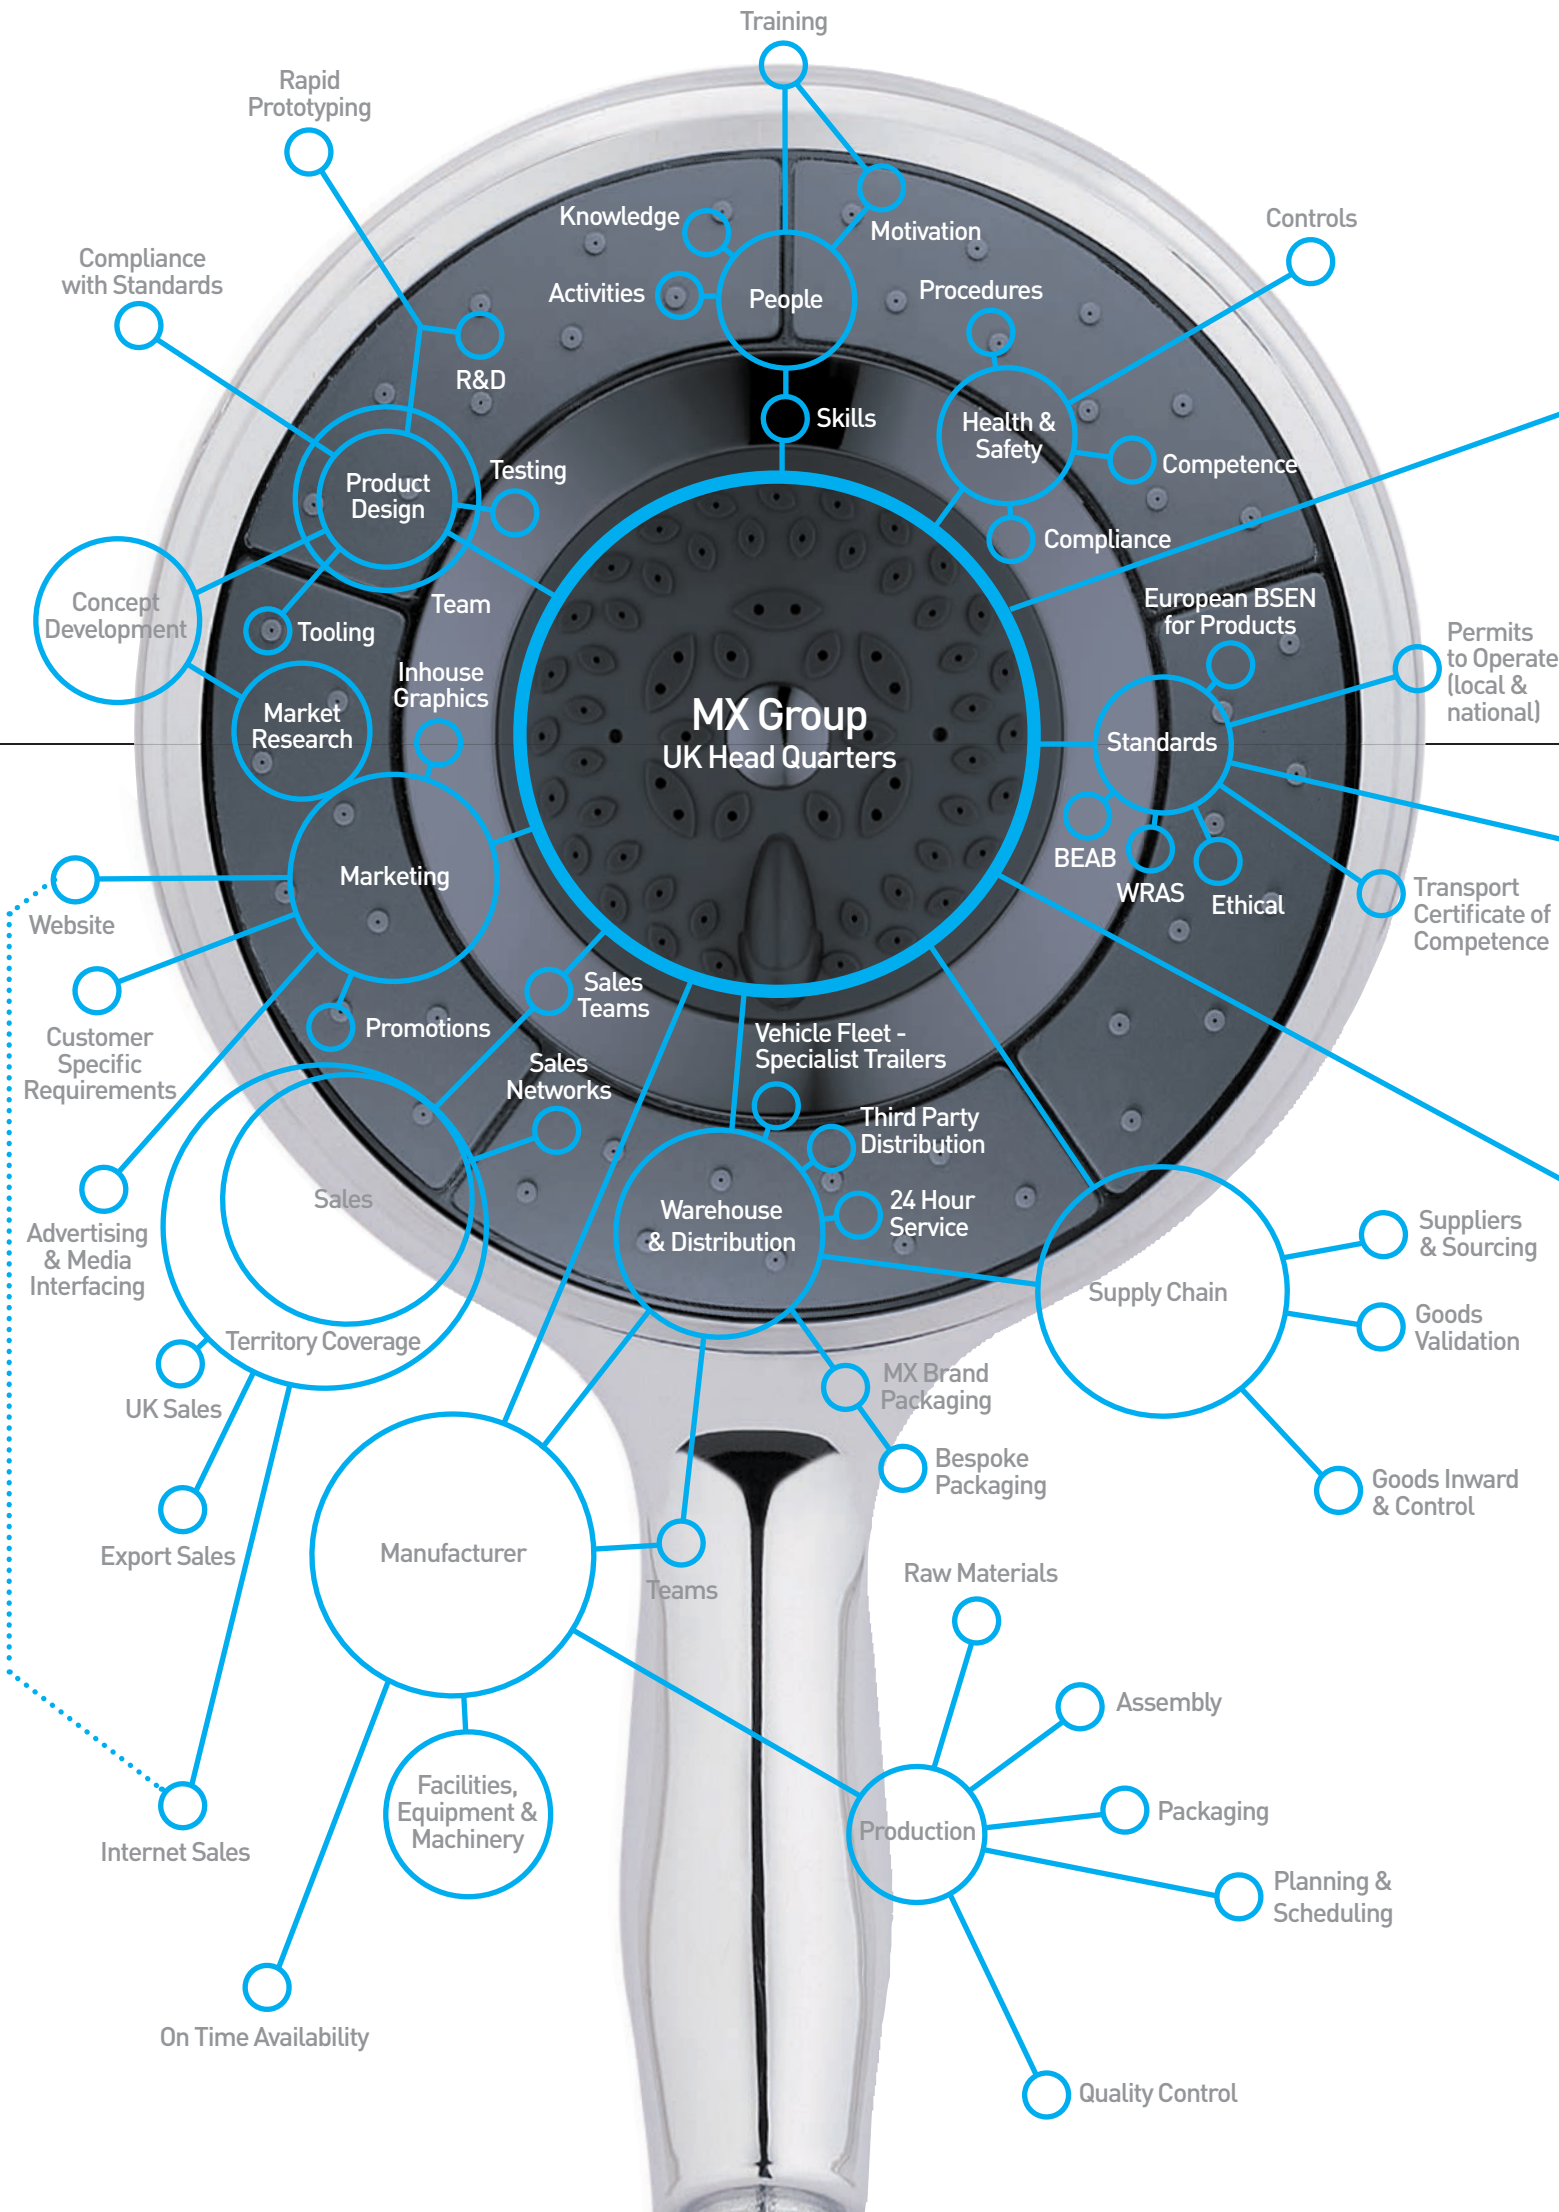 Training
Rapid
Prototyping
Knowledge
Motivation
Controls
Compliance
with Standards
Activities
People
Procedures
R&D
Skills
Health &
Safety
Competence
Testing
Product
Design
Compliance
European BSEN
for Products
Concept
Development
Team
Tooling
Permits
to Operate
(local &
national)
Inhouse
Graphics
Market
Research
MX Group
UK Head Quarters
Standards
BEAB
WRAS
Ethical
Transport
Certificate of
Competence
Marketing
Website
Sales
Teams
Promotions
Customer
Specific
Requirements
Vehicle Fleet -
Specialist Trailers
Sales
Networks
Third Party
Distribution
Sales
Warehouse
& Distribution
24 Hour
Service
Advertising
& Media
Interfacing
Suppliers
& Sourcing
Supply Chain
Goods
Validation
Territory Coverage
UK Sales
MX Brand
Packaging
Bespoke
Packaging
Goods Inward
& Control
Export Sales
Manufacturer
Teams
Raw Materials
Assembly
Facilities,
Equipment &
Machinery
Packaging
Production
Internet Sales
Planning &
Scheduling
On Time Availability
Quality Control